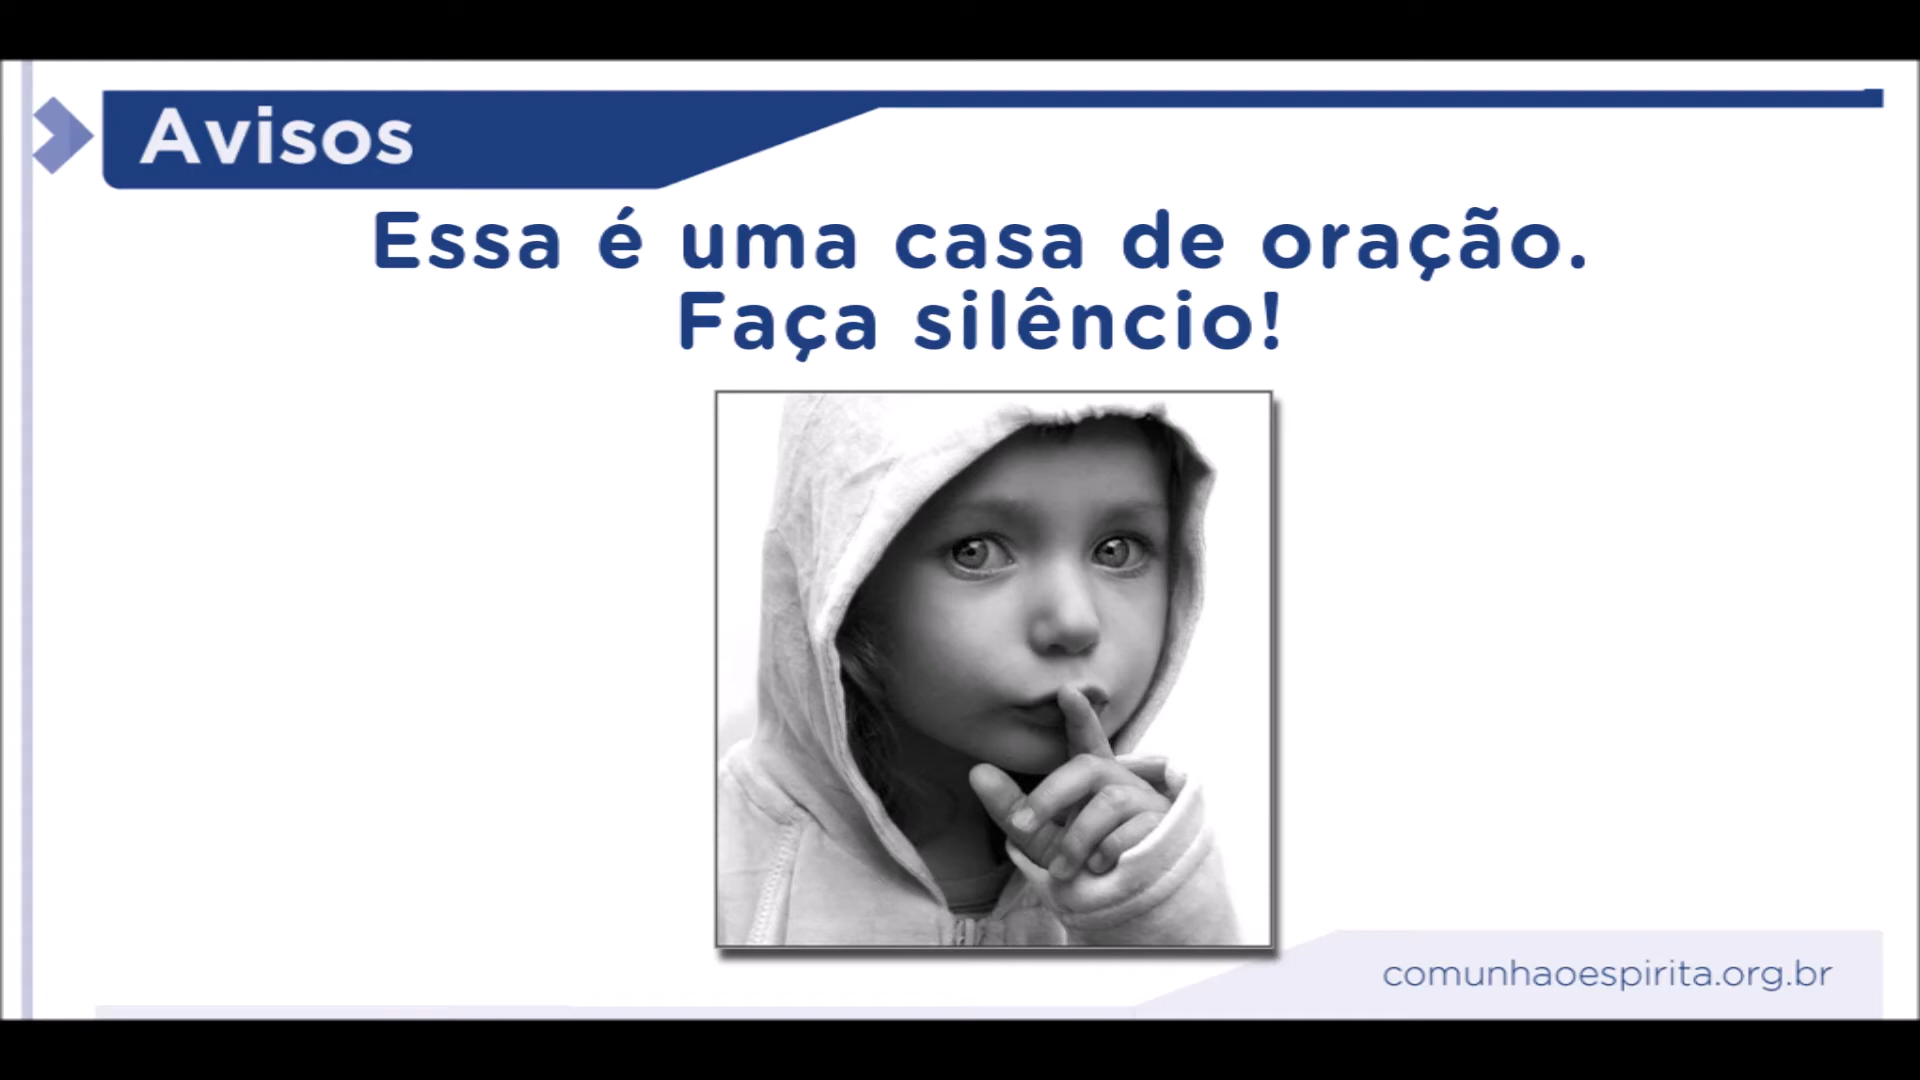 Avisos
Essa é uma casa de oração.
Faça silêncio!
comunhaoespirita.org.br